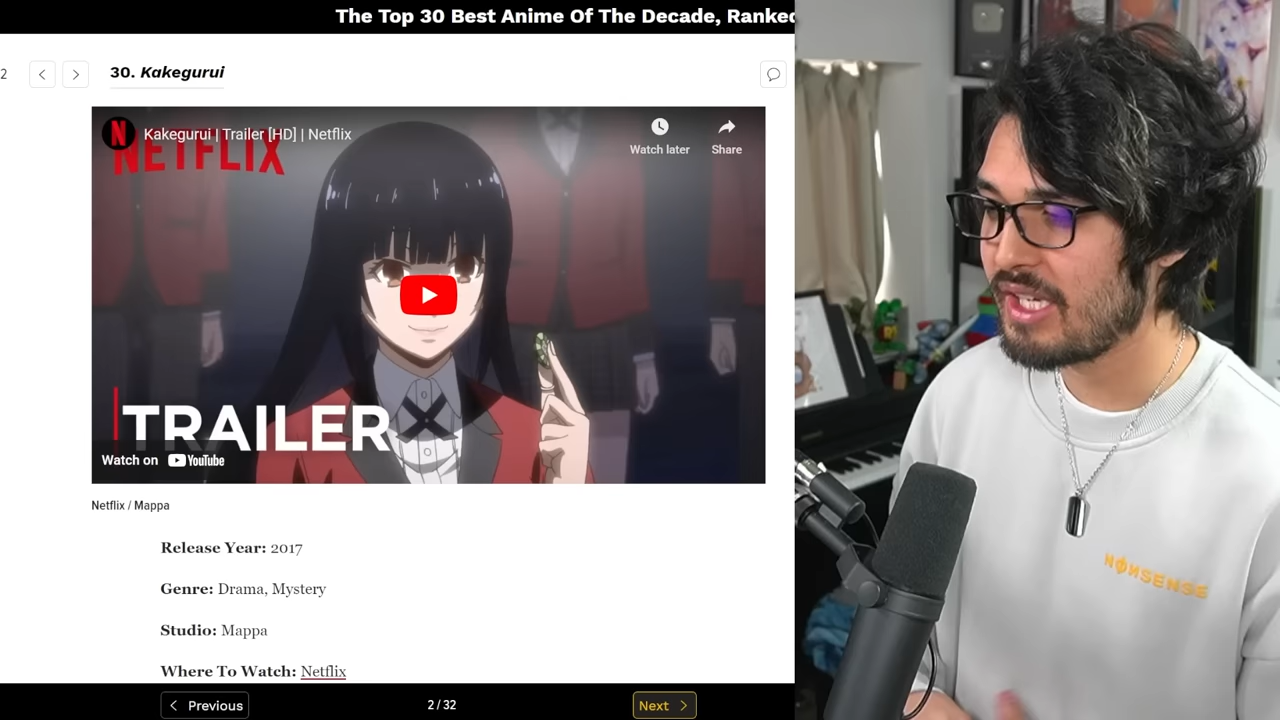 The Top 30 Best Anime Of The Decade, Ranked
2
30. Kakegurui
NETFLIX
Kakegurui | Trailer [HD] | Netflix
Watch later
Share
TRAILER
Watch on YouTube
Netflix / Mappa
Release Year: 2017
Genre: Drama, Mystery
Studio: Mappa
Where To Watch: Netflix
Previous
2 / 32
Next
NØNSENSE